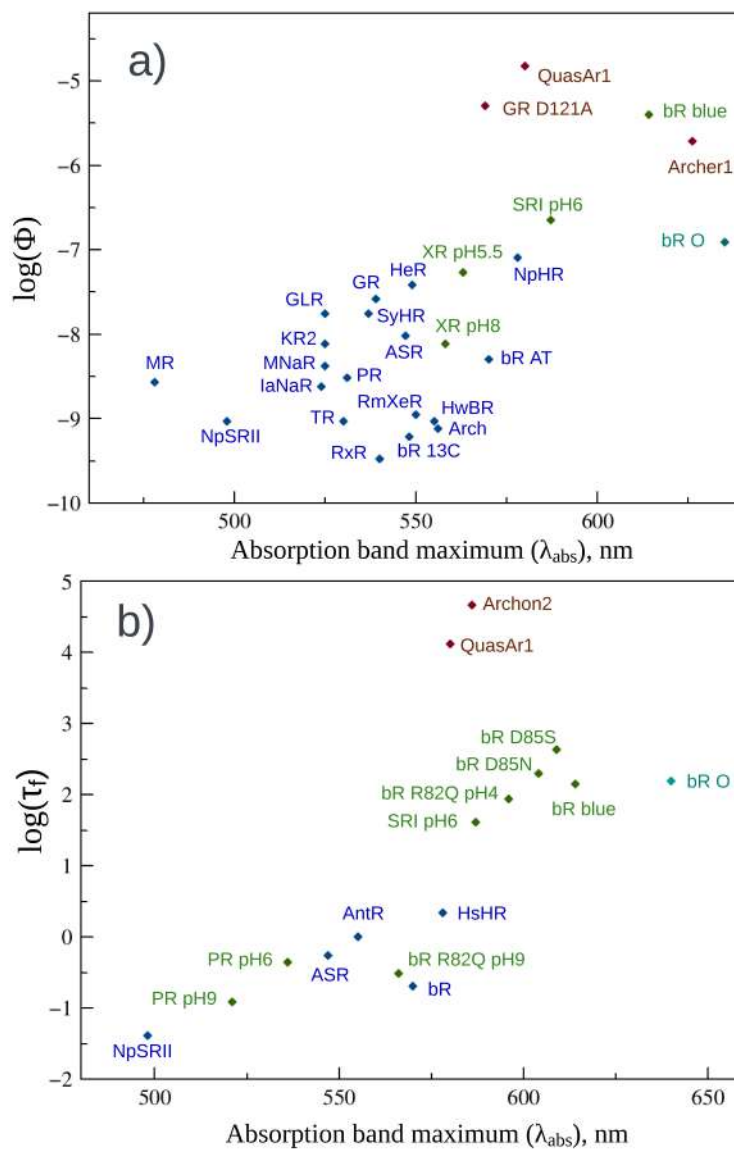 a)
QuasAr1
−5
GR D121A
bR blue
Archer1
−6
SRI pH6
log(Φ)
−7
XR pH5.5
bR O
HeR
NpHR
GR
GLR
SyHR
XR pH8
−8
KR2
ASR
MR
MNaR
PR
bR AT
IaNaR
RmXeR
HwBR
−9
NpSRII
TR
Arch
RxR
bR 13C
−10
500
550
600
Absorption band maximum (λabs), nm
5
b)
Archon2
QuasAr1
4
3
bR D85S
bR D85N
log(τf)
2
bR R82Q pH4
bR O
bR blue
SRI pH6
1
AntR
HsHR
0
PR pH6
ASR
bR R82Q pH9
−1
PR pH9
bR
NpSRII
−2
500
550
600
650
Absorption band maximum (λabs), nm